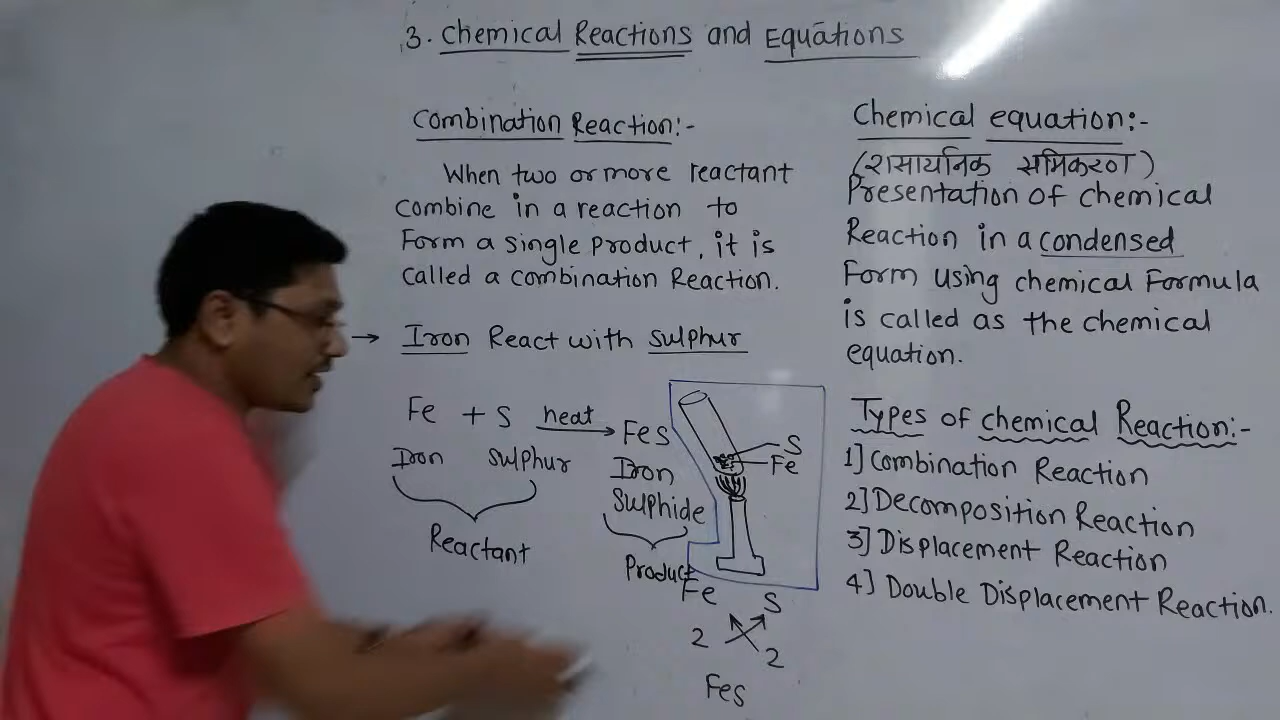 3. Chemical Reactions and Equations
Combination Reaction:-
When two or more reactant
combine in a reaction to
Form a single product, it is
called a combination Reaction.
→ Iron React with sulphur
Fe + S heat → Fes
Iron Sulphur Iron
Sulphide
Reactant
Product
S
Fe
Fe S
2 2
Fes
Chemical equation:-
(रासायनिक समिकरण)
Presentation of chemical
Reaction in a condensed
Form using chemical Formula
is called as the chemical
equation.
Types of chemical Reaction:-
1] Combination Reaction
2] Decomposition Reaction
3] Displacement Reaction
4] Double Displacement Reaction.